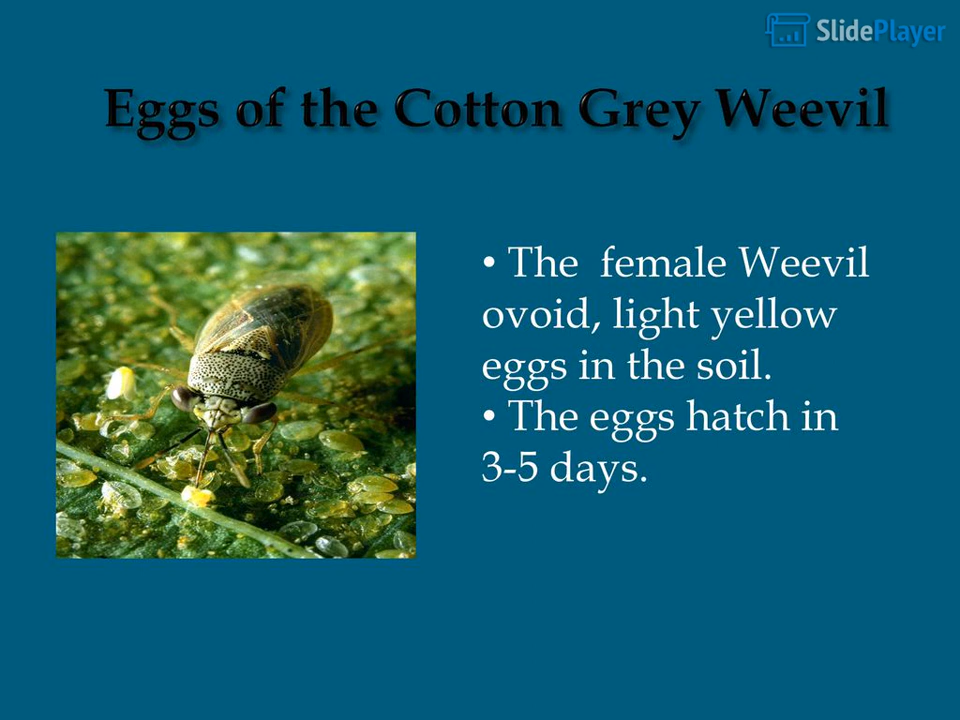 SlidePlayer
Eggs of the Cotton Grey Weevil
• The female Weevil
ovoid, light yellow
eggs in the soil.
• The eggs hatch in
3-5 days.